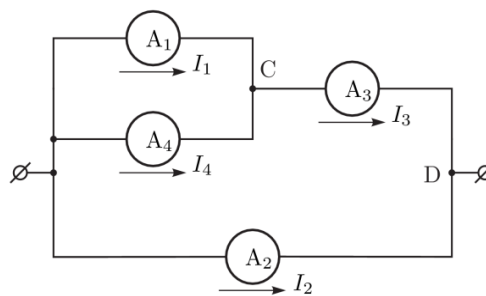 A₁
I₁
C
A₃
I₃
A₄
I₄
D
A₂
I₂